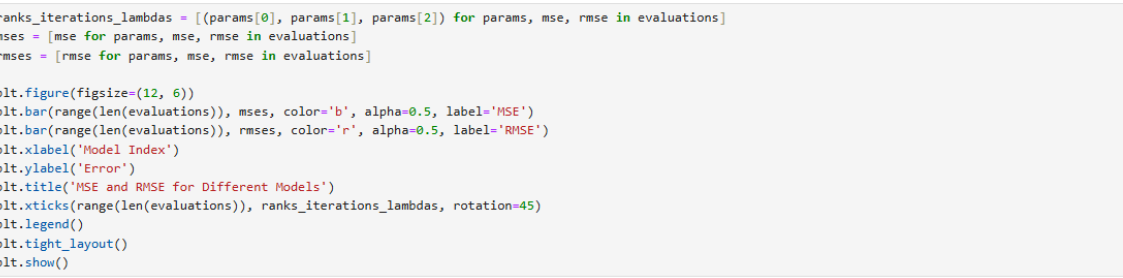 ranks_iterations_lambdas = [(params[0], params[1], params[2]) for params, mse, rmse in evaluations]
mses = [mse for params, mse, rmse in evaluations]
rmses = [rmse for params, mse, rmse in evaluations]

plt.figure(figsize=(12, 6))
plt.bar(range(len(evaluations)), mses, color='b', alpha=0.5, label='MSE')
plt.bar(range(len(evaluations)), rmses, color='r', alpha=0.5, label='RMSE')
plt.xlabel('Model Index')
plt.ylabel('Error')
plt.title('MSE and RMSE for Different Models')
plt.xticks(range(len(evaluations)), ranks_iterations_lambdas, rotation=45)
plt.legend()
plt.tight_layout()
plt.show()